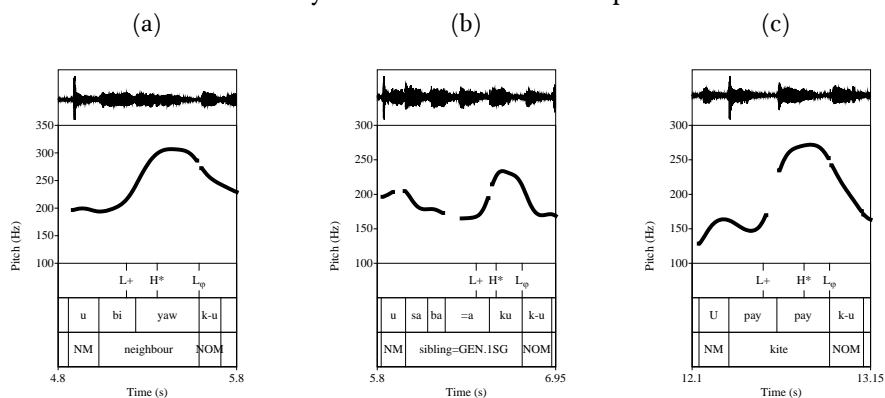 (a)
350
300
250
200
150
100
Pitch (Hz)
L+ H* Lφ
u bi yaw k-u
NM neighbour NOM
4.8 5.8
Time (s)
(b)
350
300
250
200
150
100
Pitch (Hz)
L+ H* Lφ
u sa ba =a ku k-u
NM sibling=GEN.1SG NOM
5.8 6.95
Time (s)
(c)
350
300
250
200
150
100
Pitch (Hz)
L+ H* Lφ
U pay pay k-u
NM kite NOM
12.1 13.15
Time (s)